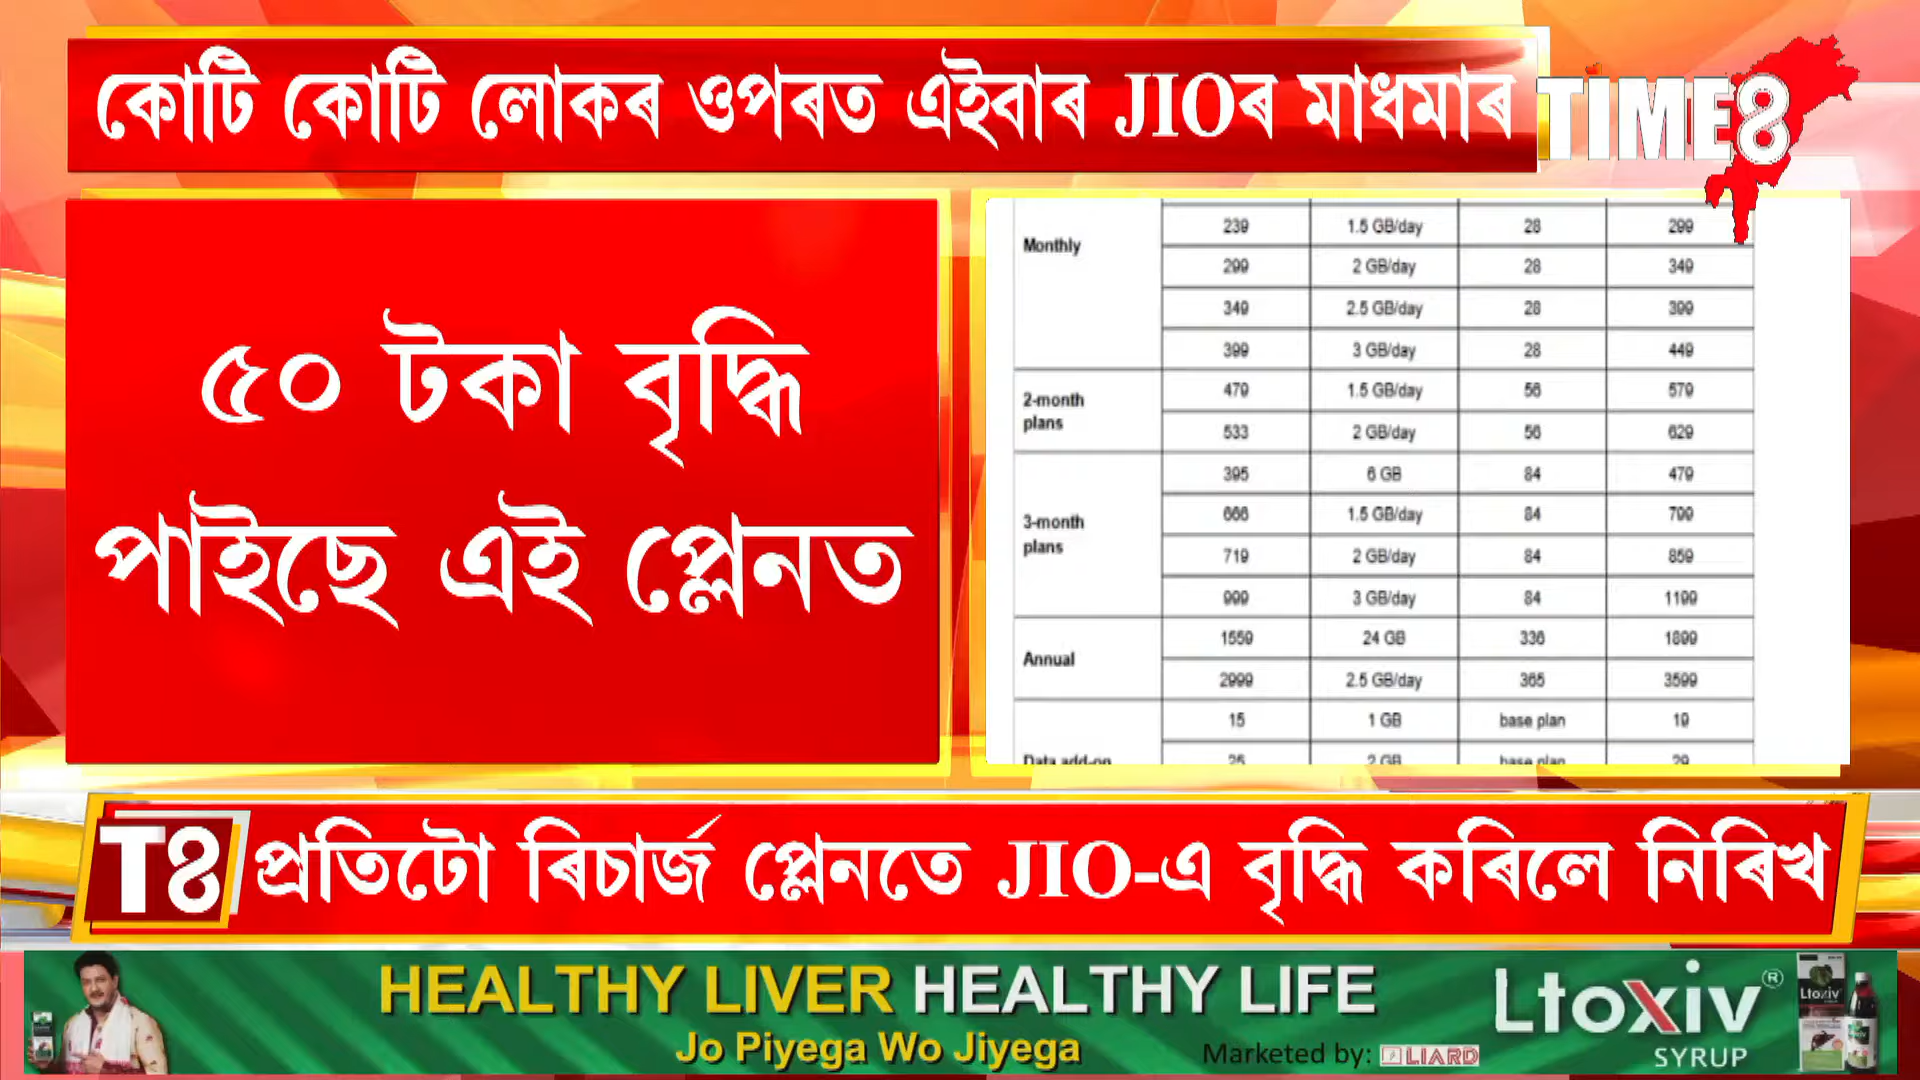 কোটি কোটি লোকৰ ওপৰত এইবাৰ JIOৰ মাধমাৰ
TIME8
৫০ টকা বৃদ্ধি
পাইছে এই প্লেনত
Monthly
239 1.5 GB/day 28 299
299 2 GB/day 28 349
349 2.5 GB/day 28 399
399 3 GB/day 28 449
2-month plans
479 1.5 GB/day 56 579
533 2 GB/day 56 629
3-month plans
395 6 GB 84 479
666 1.5 GB/day 84 799
719 2 GB/day 84 859
999 3 GB/day 84 1199
Annual
1559 24 GB 336 1899
2999 2.5 GB/day 365 3599
15 1 GB base plan 19
Data add-on 25 2 GB base plan 29
T8 প্ৰতিটো ৰিচাৰ্জ প্লেনতে JIO-এ বৃদ্ধি কৰিলে নিৰিখ
HEALTHY LIVER HEALTHY LIFE
Jo Piyega Wo Jiyega
Marketed by: LIARD
Ltoxiv®
SYRUP
Ltoxiv